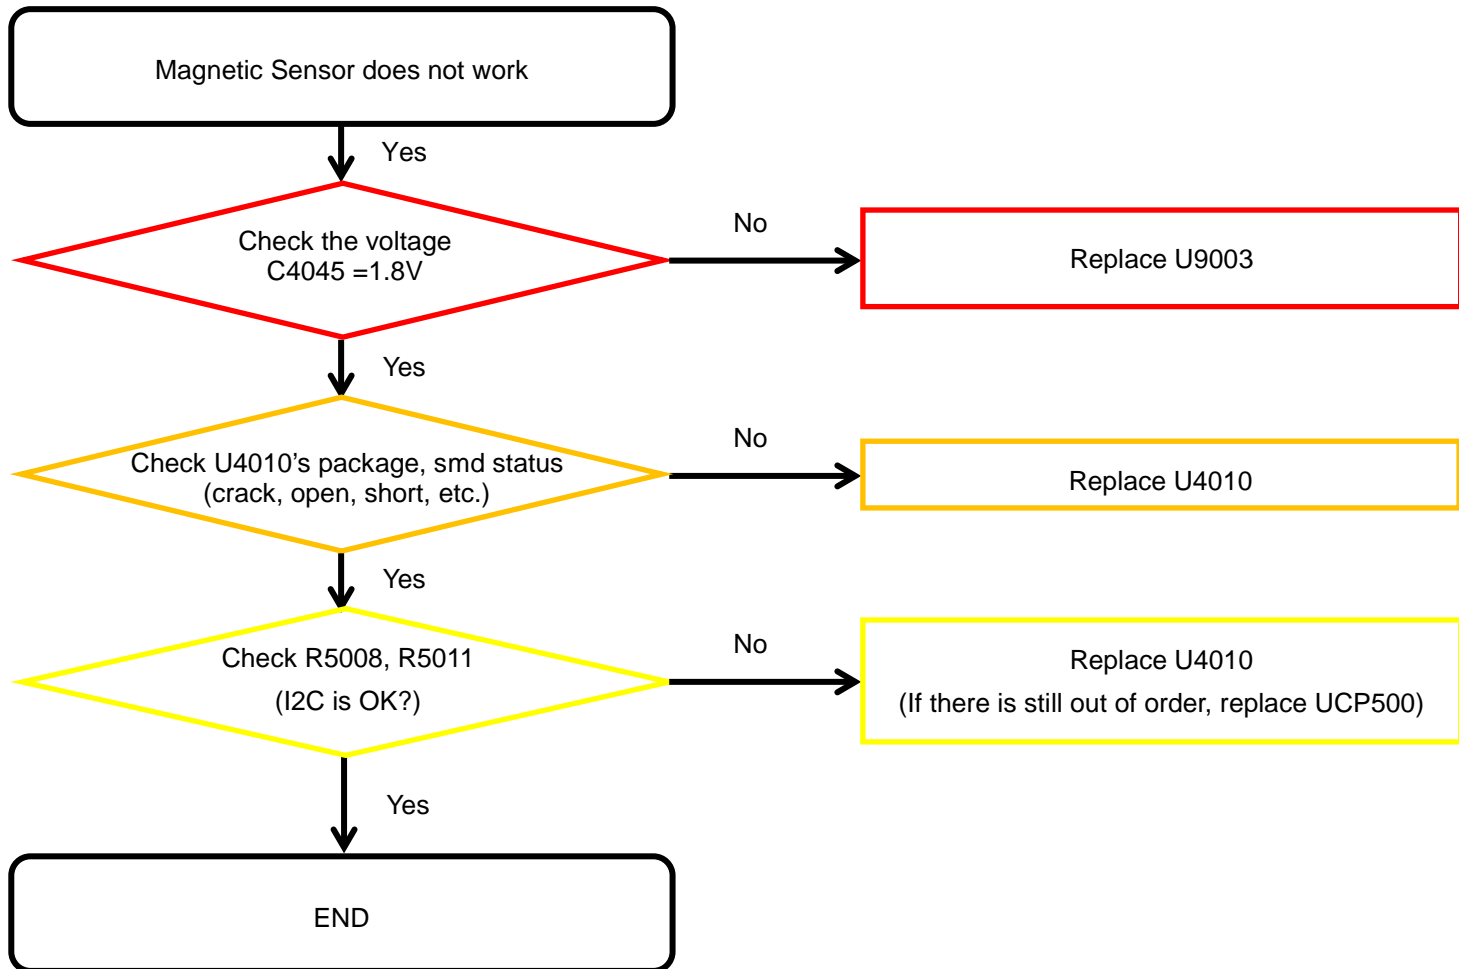 Magnetic Sensor does not work
Yes
Check the voltage
C4045 =1.8V
No
Replace U9003
Yes
Check U4010’s package, smd status
(crack, open, short, etc.)
No
Replace U4010
Yes
Check R5008, R5011
(I2C is OK?)
No
Replace U4010
(If there is still out of order, replace UCP500)
Yes
END